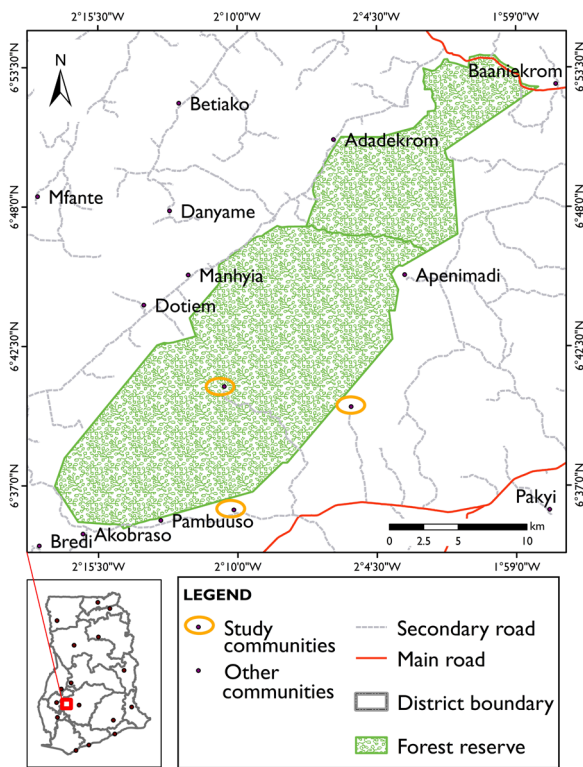 2°15'30"W
2°10'0"W
2°4'30"W
1°59'0"W
6°53'30"N
6°53'30"N
Baaniekrom
N
Betiako
Adadekrom
Mfante
Danyame
6°48'0"N
6°48'0"N
Manhyia
Apenimadi
Dotiem
6°42'30"N
6°42'30"N
6°37'0"N
6°37'0"N
Pakyi
Pambuuso
Akobraso
Bredi
km
0 2.5 5 10
2°15'30"W
2°10'0"W
2°4'30"W
1°59'0"W
LEGEND
Study
communities
Other
communities
Secondary road
Main road
District boundary
Forest reserve